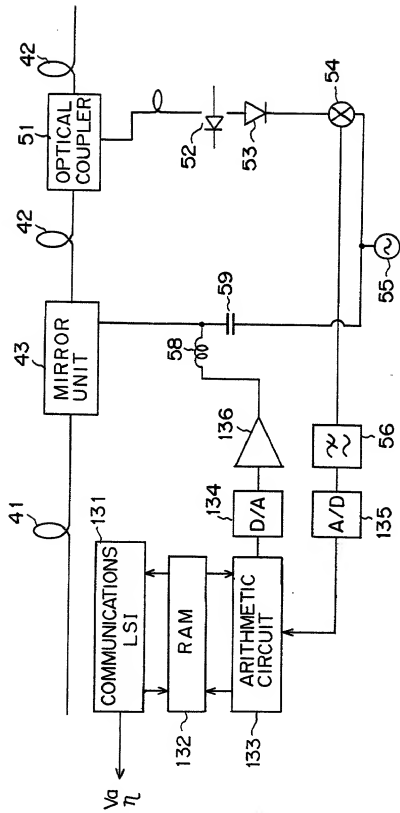 41
43
MIRROR
UNIT
42
51
OPTICAL
COUPLER
42
52
53
54
55
59
58
136
134
D/A
56
A/D
135
131
COMMUNICATIONS
LSI
RAM
132
ARITHMETIC
CIRCUIT
133
Va
η